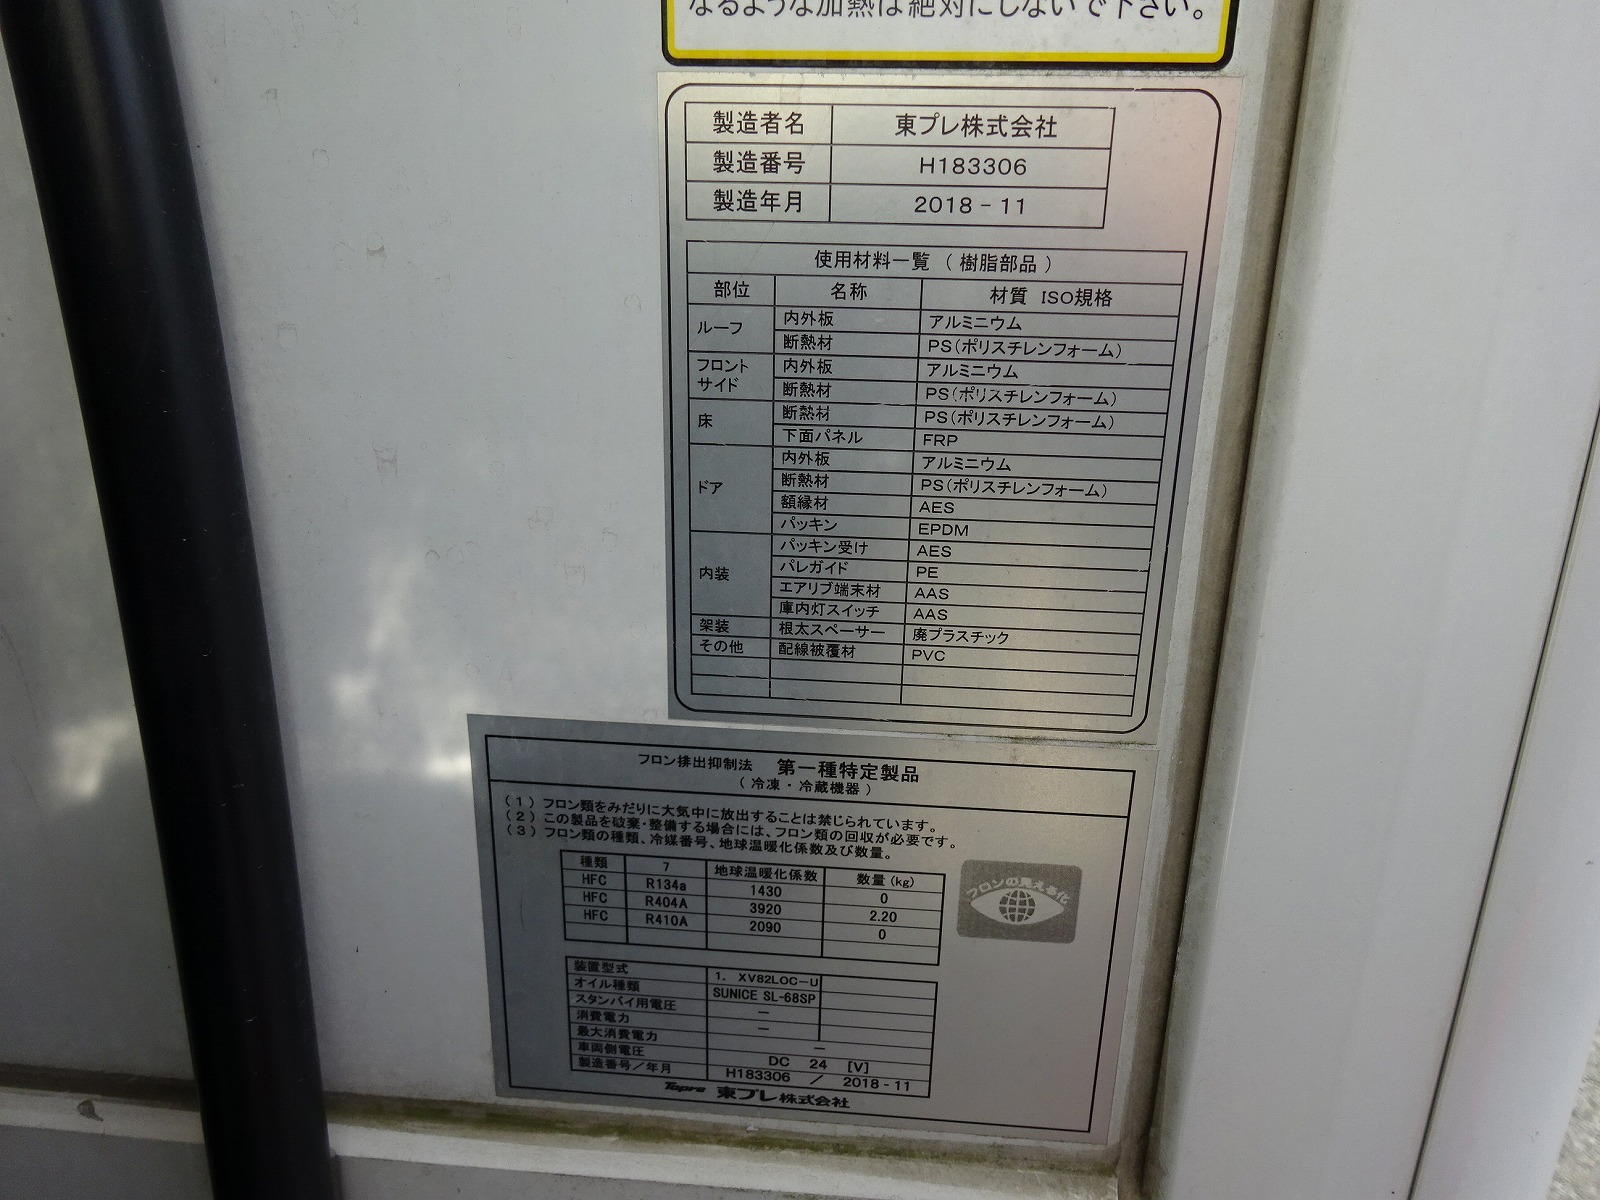 なるような加熱は絶対にしないで下さい。
製造者名 東プレ株式会社
製造番号 H183306
製造年月 2018-11
使用材料一覧 (樹脂部品)
部位 名称 材質 ISO規格
ルーフ 内外板 アルミニウム
断熱材 PS(ポリスチレンフォーム)
フロントサイド 内外板 アルミニウム
断熱材 PS(ポリスチレンフォーム)
床 断熱材 PS(ポリスチレンフォーム)
下面パネル FRP
ドア 内外板 アルミニウム
断熱材 PS(ポリスチレンフォーム)
額縁材 AES
パッキン EPDM
内装 パッキン受け AES
パレガイド PE
エアリブ端末材 AAS
庫内灯スイッチ AAS
架装 根太スペーサー 廃プラスチック
その他 配線被覆材 PVC
フロン排出抑制法 第一種特定製品
(冷凍・冷蔵機器)
(1)フロン類をみだりに大気中に放出することは禁じられています。
(2)この製品を破棄・整備する場合には、フロン類の回収が必要です。
(3)フロン類の種類、冷媒番号、地球温暖化係数及び数量。
種類 7 地球温暖化係数 数量(kg)
HFC R134a 1430 0
HFC R404A 3920 2.20
HFC R410A 2090 0
フロンの見える化
装置型式 1. XV82LOC-U
オイル種類 SUNICE SL-68SP
スタンバイ用電圧 —
消費電力 —
最大消費電力 —
車両側電圧 DC 24 [V]
製造番号/年月 H183306 / 2018-11
Topre 東プレ株式会社